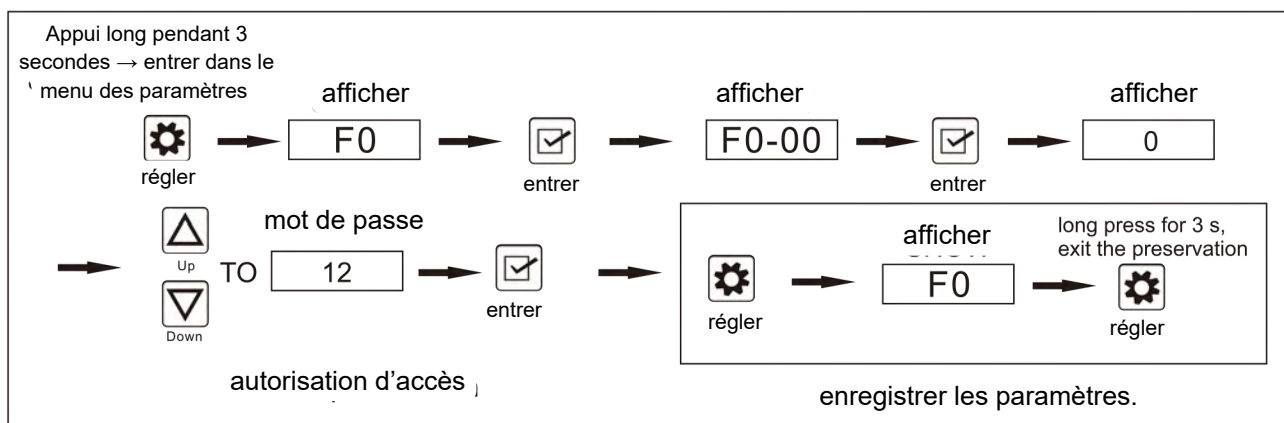 Appui long pendant 3
secondes → entrer dans le
menu des paramètres
afficher
afficher
afficher
F0
F0-00
0
régler
entrer
entrer
mot de passe
Up
TO
12
Down
entrer
autorisation d’accès
afficher
long press for 3 s,
exit the preservation
F0
régler
régler
enregistrer les paramètres.